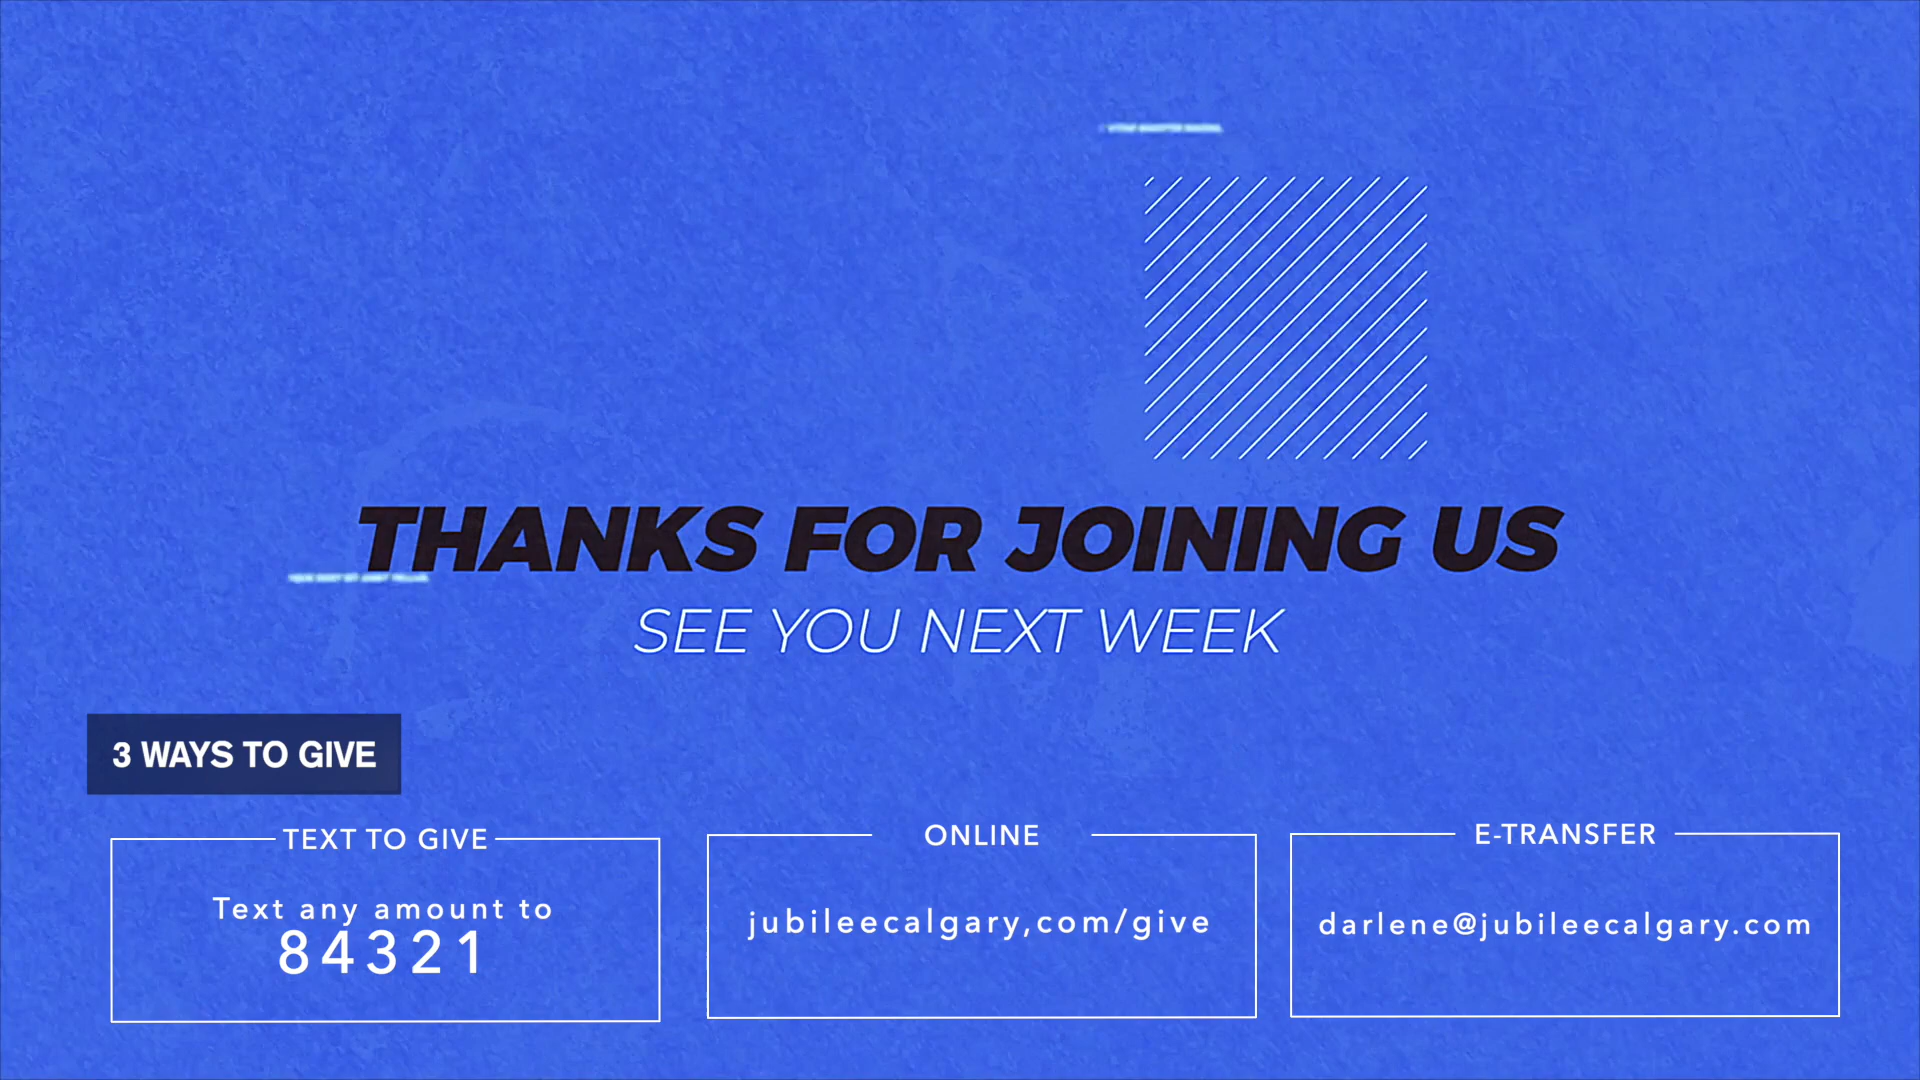 THANKS FOR JOINING US
SEE YOU NEXT WEEK
3 WAYS TO GIVE
TEXT TO GIVE
Text any amount to
84321
ONLINE
jubileecalgary,com/give
E-TRANSFER
darlene@jubileecalgary.com